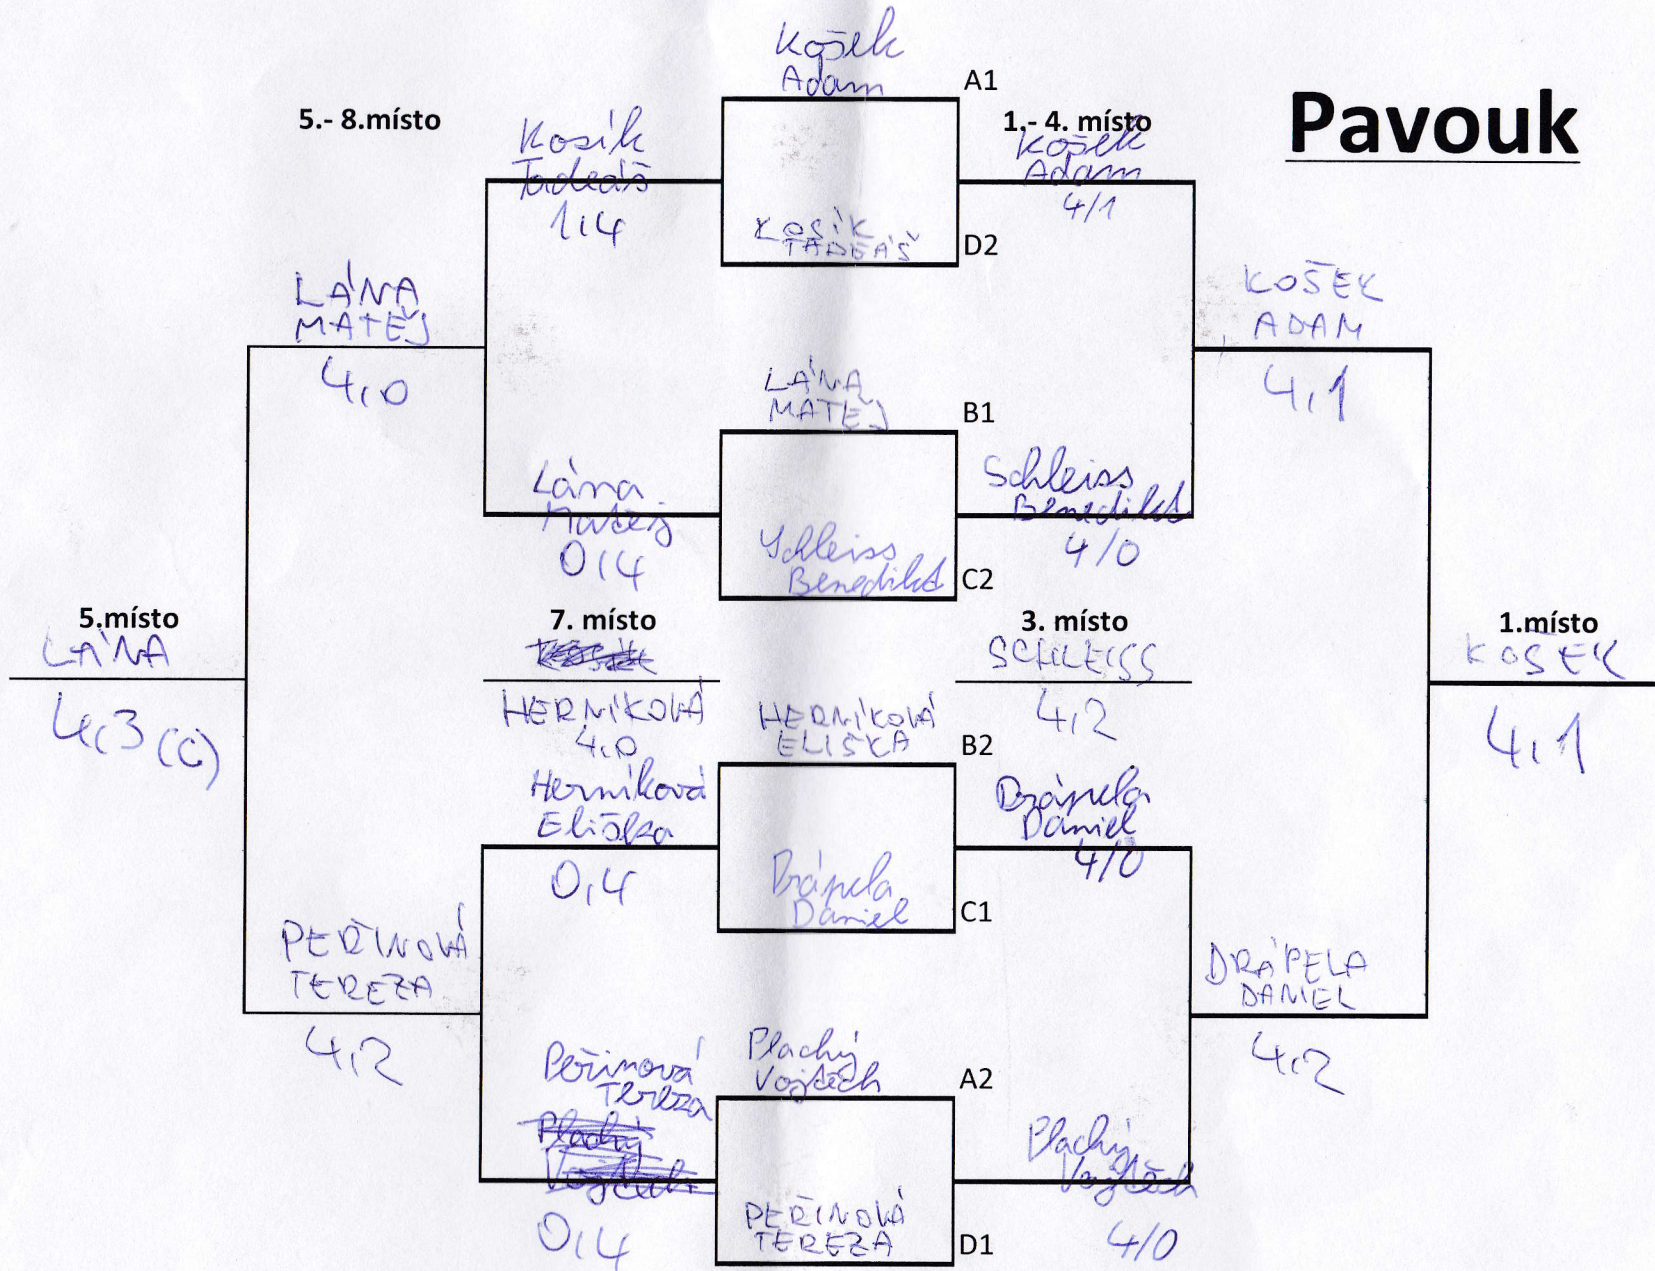 Pavouk
5.- 8.místo
1.- 4. místo
Košek
Adam
A1
Kosík
Tadeáš
1,4
Košek
Adam
4/1
KOSÍK
TADEÁŠ
D2
LÁNA
MATĚJ
4,0
KOŠEK
ADAM
4,1
LÁNA
MATĚJ
B1
Lána
Matěj
0,4
Schleiss
Benedikt
C2
Schleiss
Benedikt
4/0
5.místo
LÁNA
4,3 (C)
7. místo
HERNÍKOVÁ
4,0
3. místo
SCHLEISS
4,2
1.místo
KOŠEK
4,1
HERNÍKOVÁ
ELIŠKA
B2
Herníková
Eliška
0,4
Drápela
Daniel
4/0
Drápela
Daniel
C1
PEŘINOVÁ
TEREZA
4,2
DRÁPELA
DANIEL
4,2
Plachý
Vojtěch
A2
Peřinová
Tereza
Plachý
Vojtěch
0,4
Plachý
Vojtěch
4/0
PEŘINOVÁ
TEREZA
D1